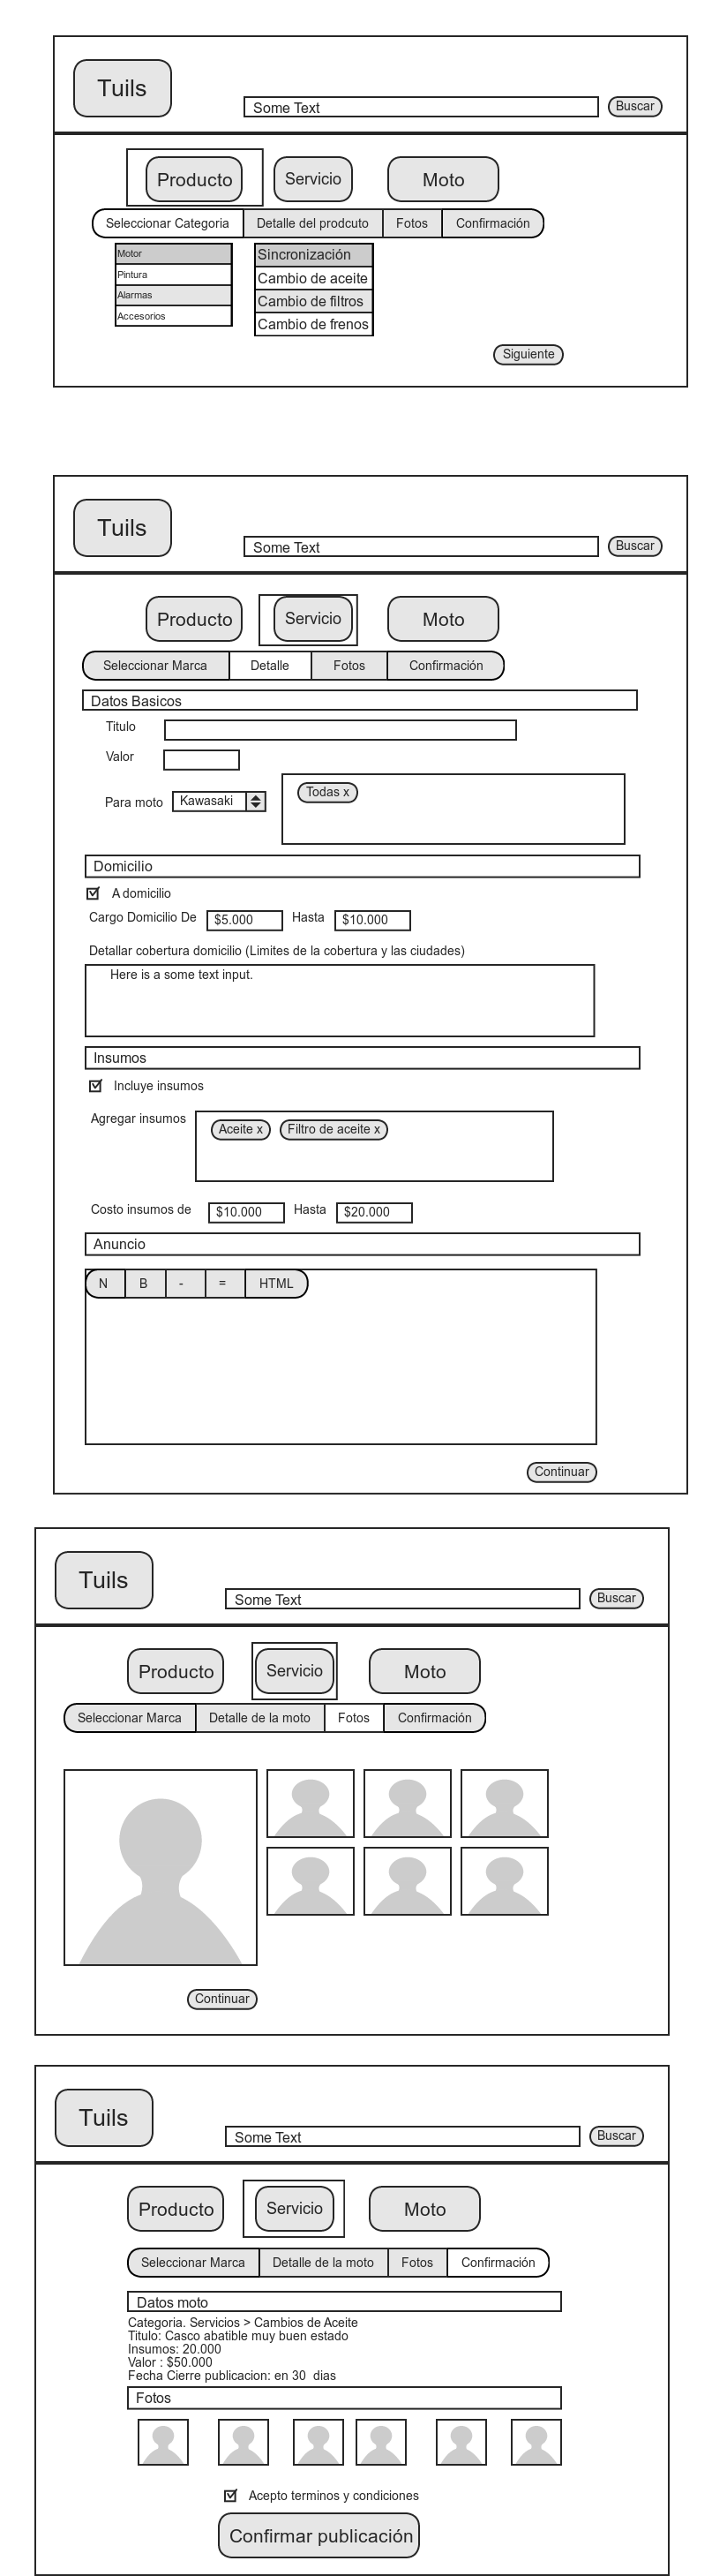 Tuils
Some Text
Buscar
Producto
Servicio
Moto
Seleccionar Categoria
Detalle del prodcuto
Fotos
Confirmación
Motor
Pintura
Alarmas
Accesorios
Sincronización
Cambio de aceite
Cambio de filtros
Cambio de frenos
Siguiente
Tuils
Some Text
Buscar
Producto
Servicio
Moto
Seleccionar Marca
Detalle
Fotos
Confirmación
Datos Basicos
Titulo
Valor
Para moto
Kawasaki
Todas x
Domicilio
A domicilio
Cargo Domicilio De
$5.000
Hasta
$10.000
Detallar cobertura domicilio (Limites de la cobertura y las ciudades)
Here is a some text input.
Insumos
Incluye insumos
Agregar insumos
Aceite x
Filtro de aceite x
Costo insumos de
$10.000
Hasta
$20.000
Anuncio
N
B
-
=
HTML
Continuar
Tuils
Some Text
Buscar
Producto
Servicio
Moto
Seleccionar Marca
Detalle de la moto
Fotos
Confirmación
Continuar
Tuils
Some Text
Buscar
Producto
Servicio
Moto
Seleccionar Marca
Detalle de la moto
Fotos
Confirmación
Datos moto
Categoria. Servicios > Cambios de Aceite
Titulo: Casco abatible muy buen estado
Insumos: 20.000
Valor : $50.000
Fecha Cierre publicacion: en 30  dias
Fotos
Acepto terminos y condiciones
Confirmar publicación